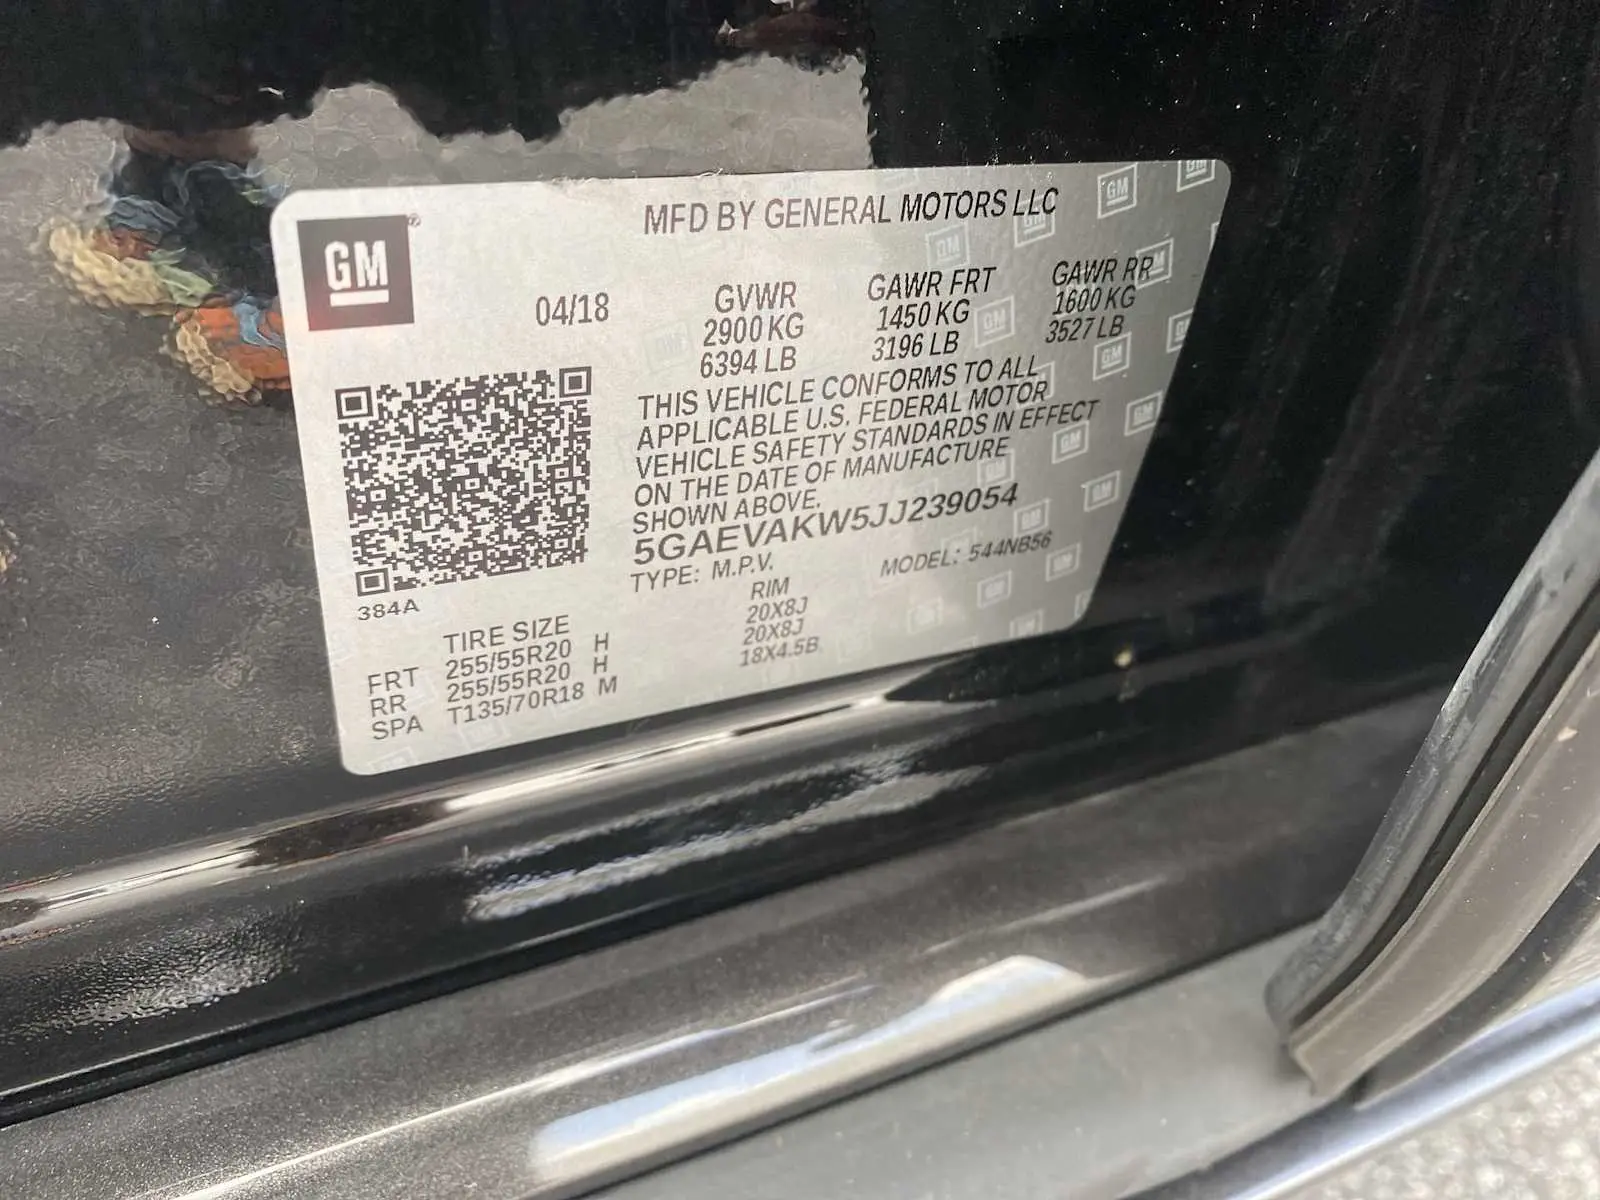 GM
MFD BY GENERAL MOTORS LLC
04/18
GVWR
2900 KG
6394 LB
GAWR FRT
1450 KG
3196 LB
GAWR RR
1600 KG
3527 LB
THIS VEHICLE CONFORMS TO ALL
APPLICABLE U.S. FEDERAL MOTOR
VEHICLE SAFETY STANDARDS IN EFFECT
ON THE DATE OF MANUFACTURE
SHOWN ABOVE.
5GAEVAKW5JJ239054
TYPE: M.P.V. MODEL: 544NB56
384A
TIRE SIZE RIM
FRT 255/55R20 H 20X8J
RR 255/55R20 H 20X8J
SPA T135/70R18 M 18X4.5B